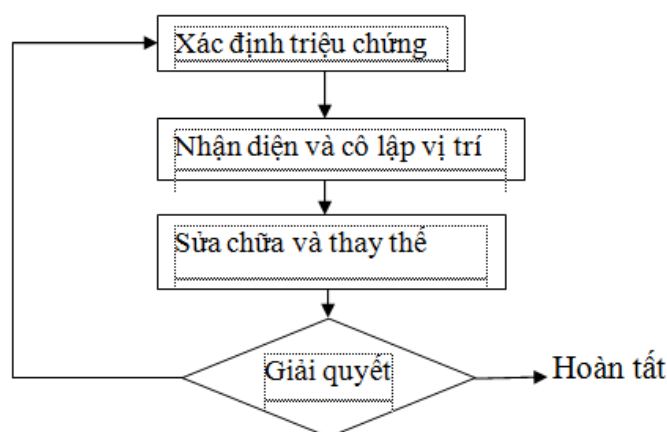 Xác định triệu chứng
Nhận diện và cô lập vị trí
Sửa chữa và thay thế
Giải quyết
Hoàn tất